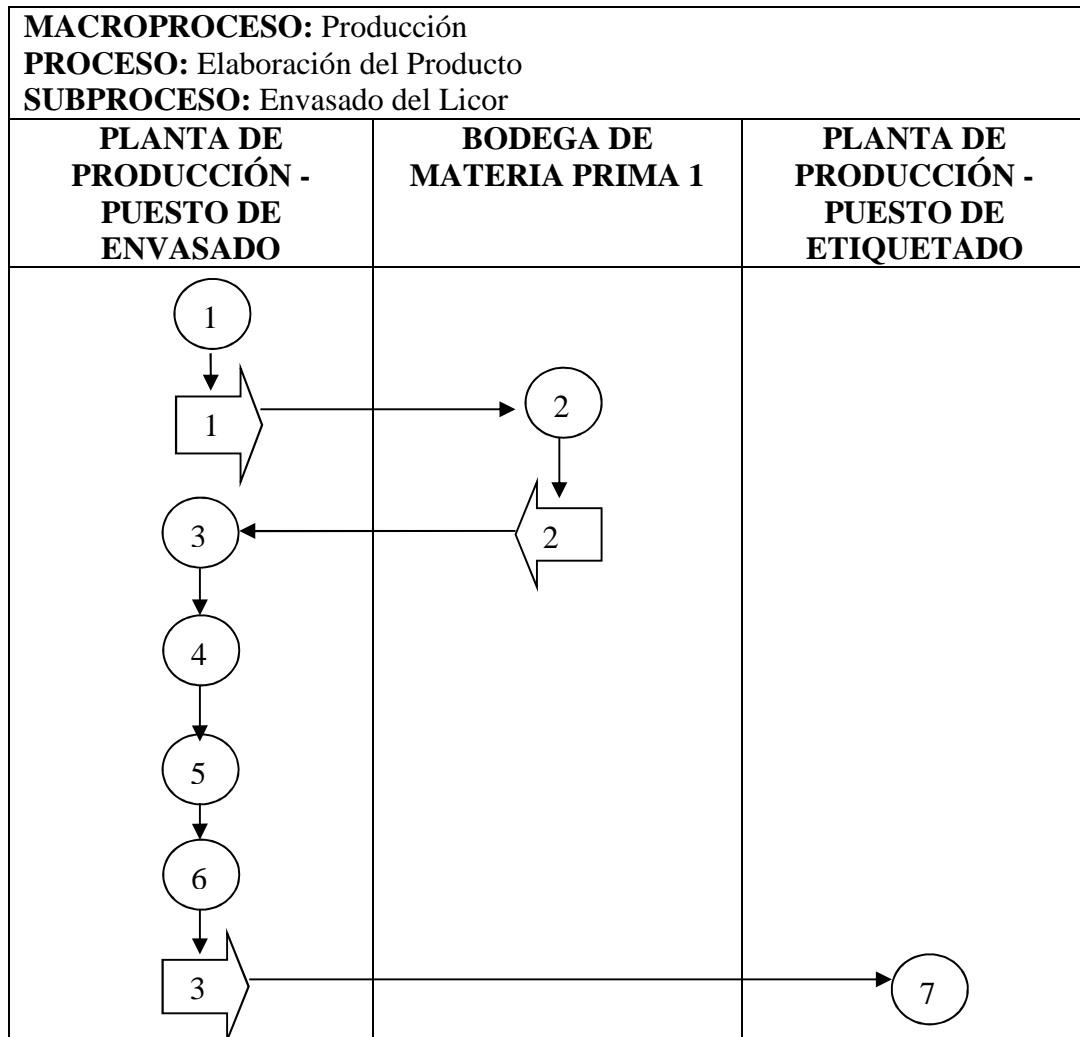 MACROPROCESO: Producción
PROCESO: Elaboración del Producto
SUBPROCESO: Envasado del Licor
PLANTA DE
PRODUCCIÓN -
PUESTO DE
ENVASADO
BODEGA DE
MATERIA PRIMA 1
PLANTA DE
PRODUCCIÓN -
PUESTO DE
ETIQUETADO
1
1
2
2
3
4
5
6
3
7